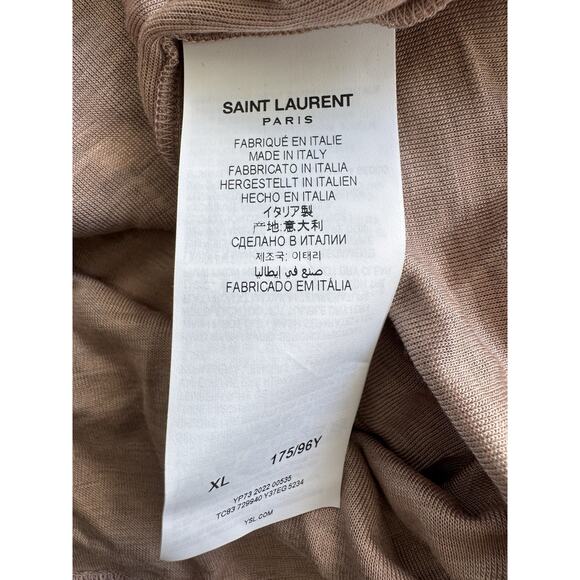 SAINT LAURENT
PARIS
FABRIQUÉ EN ITALIE
MADE IN ITALY
FABBRICATO IN ITALIA
HERGESTELLT IN ITALIEN
HECHO EN ITALIA
イタリア製
产地:意大利
СДЕЛАНО В ИТАЛИИ
제조국: 이태리
صنع في إيطاليا
FABRICADO EM ITÁLIA
XL 175/96Y
YP73 2022 00535
TC93 729940 Y37EG 5234
YSL.COM